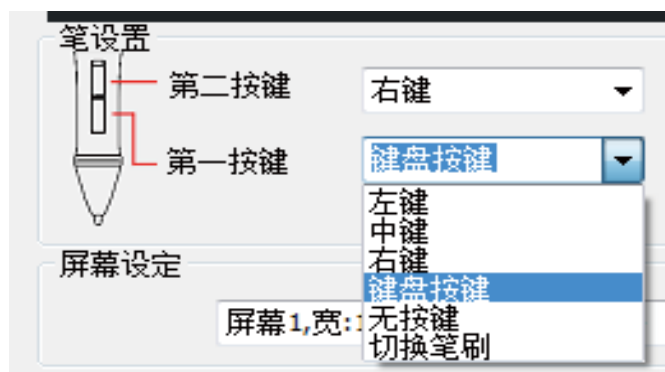 笔设置
第二按键
右键
第一按键
键盘按键
左键
中键
右键
键盘按键
无按键
切换笔刷
屏幕设定
屏幕1,宽: